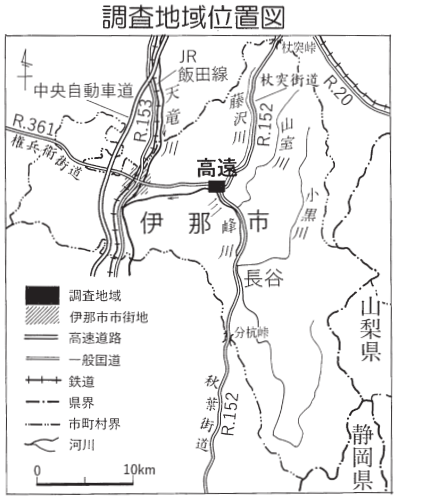 調査地域位置図
杖突峠
JR
飯田線
杖突街道
R.20
中央自動車道
天竜川
藤沢川
R.153
R.152
R.361
権兵衛街道
山室川
高遠
小黒川
伊那市
峰川
長谷
山梨県
分杭峠
秋葉街道
R.152
静岡県
調査地域
伊那市市街地
高速道路
一般国道
鉄道
県界
市町村界
河川
0 10km